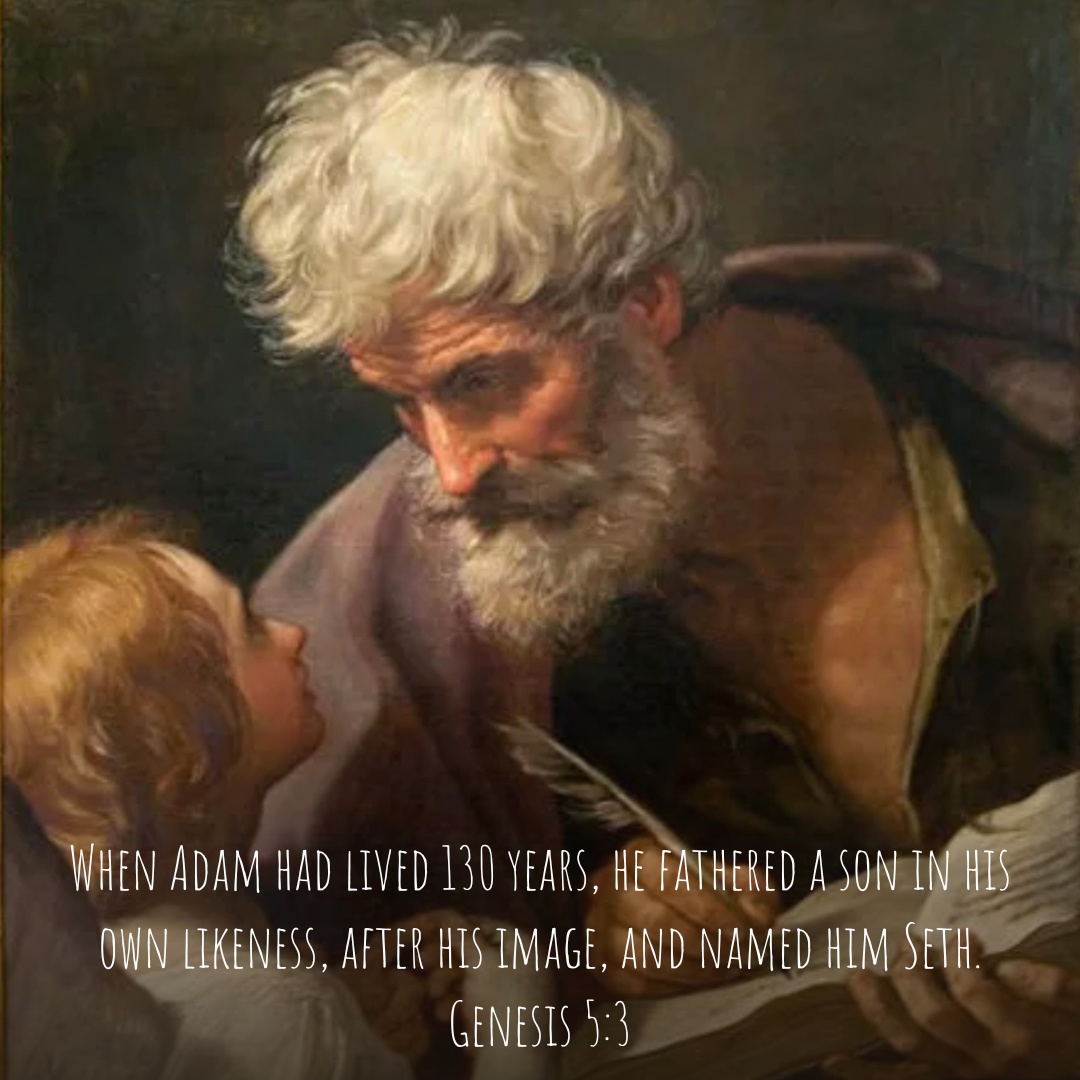 When Adam had lived 130 years, he fathered a son in his
own likeness, after his image, and named him Seth.
Genesis 5:3